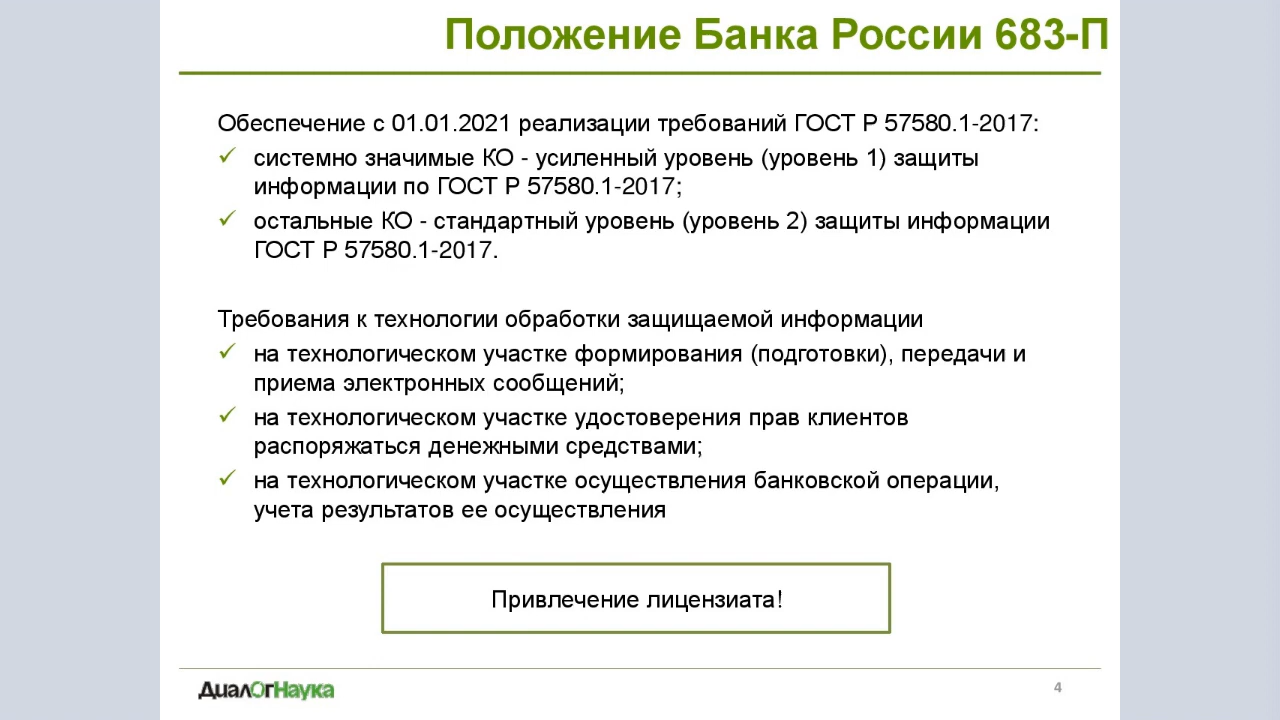 Положение Банка России 683-П
Обеспечение с 01.01.2021 реализации требований ГОСТ Р 57580.1-2017:
системно значимые КО - усиленный уровень (уровень 1) защиты
информации по ГОСТ Р 57580.1-2017;
остальные КО - стандартный уровень (уровень 2) защиты информации
ГОСТ Р 57580.1-2017.
Требования к технологии обработки защищаемой информации
на технологическом участке формирования (подготовки), передачи и
приема электронных сообщений;
на технологическом участке удостоверения прав клиентов
распоряжаться денежными средствами;
на технологическом участке осуществления банковской операции,
учета результатов ее осуществления
Привлечение лицензиата!
ДиалОгНаука
4